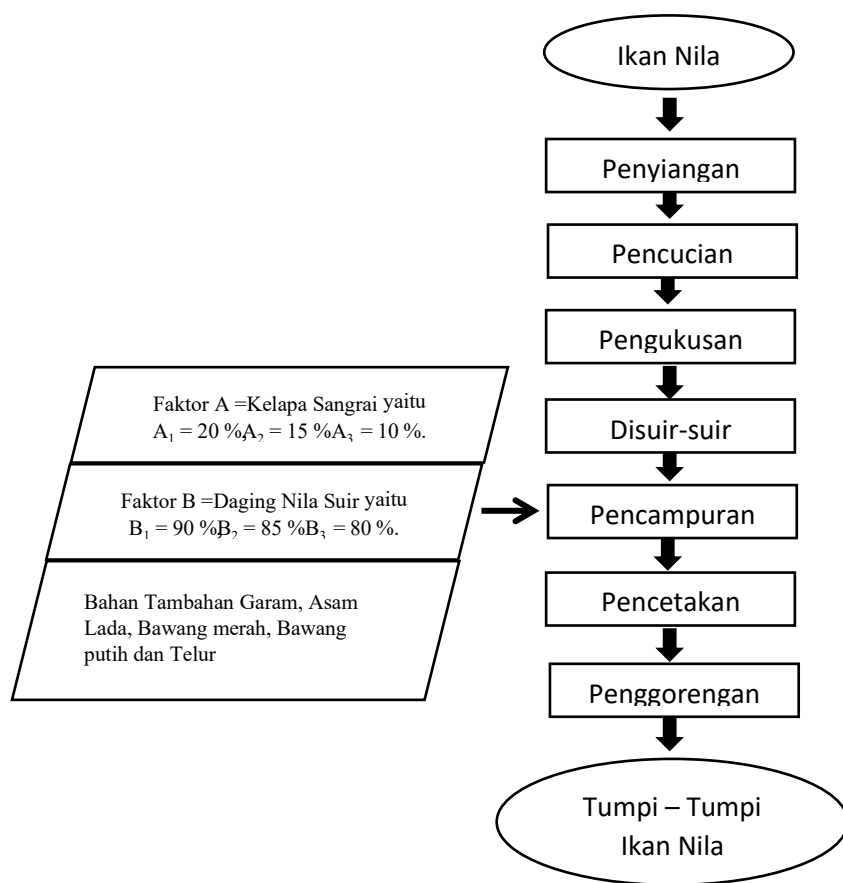 Ikan Nila
Penyiangan
Pencucian
Pengukusan
Disuir-suir
Faktor A =Kelapa Sangrai yaitu
A₁ = 20 %,A₂ = 15 %A₃ = 10 %.
Faktor B =Daging Nila Suir yaitu
B₁ = 90 %,B₂ = 85 %B₃ = 80 %.
Bahan Tambahan Garam, Asam
Lada, Bawang merah, Bawang
putih dan Telur
Pencampuran
Pencetakan
Penggorengan
Tumpi – Tumpi
Ikan Nila